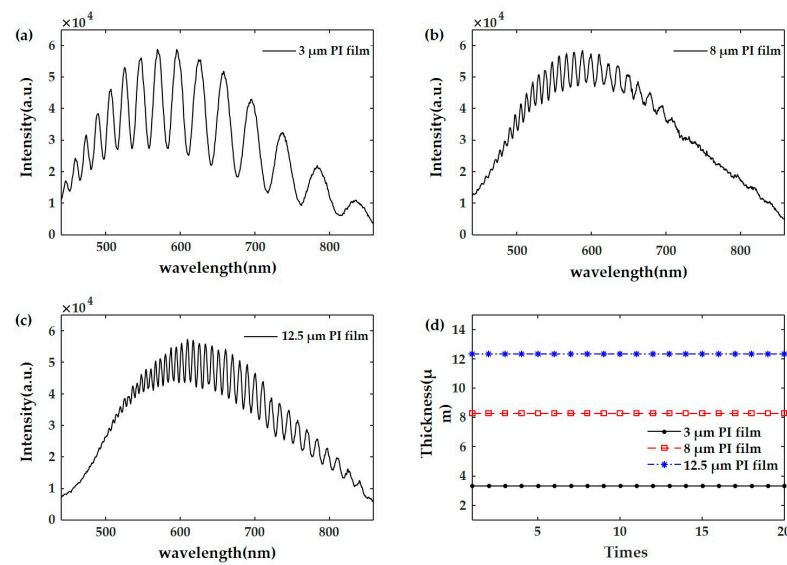 (a)
×10⁴
3 µm PI film
Intensity(a.u.)
6
5
4
3
2
1
0
500
600
700
800
wavelength(nm)
(b)
×10⁴
8 µm PI film
Intensity(a.u.)
6
5
4
3
2
1
0
500
600
700
800
wavelength(nm)
(c)
×10⁴
12.5 µm PI film
Intensity(a.u.)
6
5
4
3
2
1
0
500
600
700
800
wavelength(nm)
(d)
Thickness(µ
m)
14
12
10
8
6
4
2
3 µm PI film
8 µm PI film
12.5 µm PI film
5
10
15
20
Times